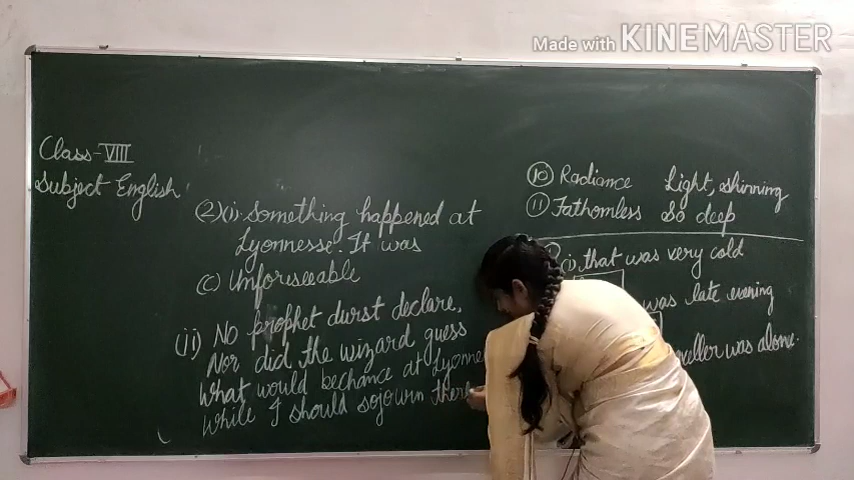 Made with KINEMASTER
Class-VIII
Subject English
(2)(i). Something happened at
Lyonnesse. It was
(c) Unforeseeable
(ii) No prophet durst declare,
Nor did the wizard guess
What would bechance at Lyonne
While I should sojourn there
(10) Radiance Light, shinning
(11) Fathomless So deep
(i) that was very cold
was late evening
veller was alone.